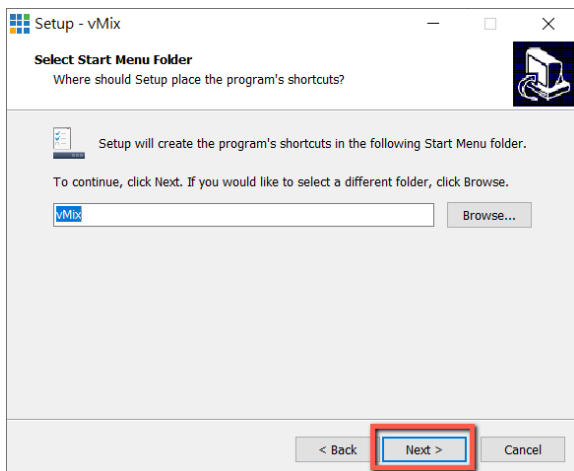 Setup - vMix
Select Start Menu Folder
Where should Setup place the program's shortcuts?
Setup will create the program's shortcuts in the following Start Menu folder.
To continue, click Next. If you would like to select a different folder, click Browse.
vMix
Browse...
< Back
Next >
Cancel